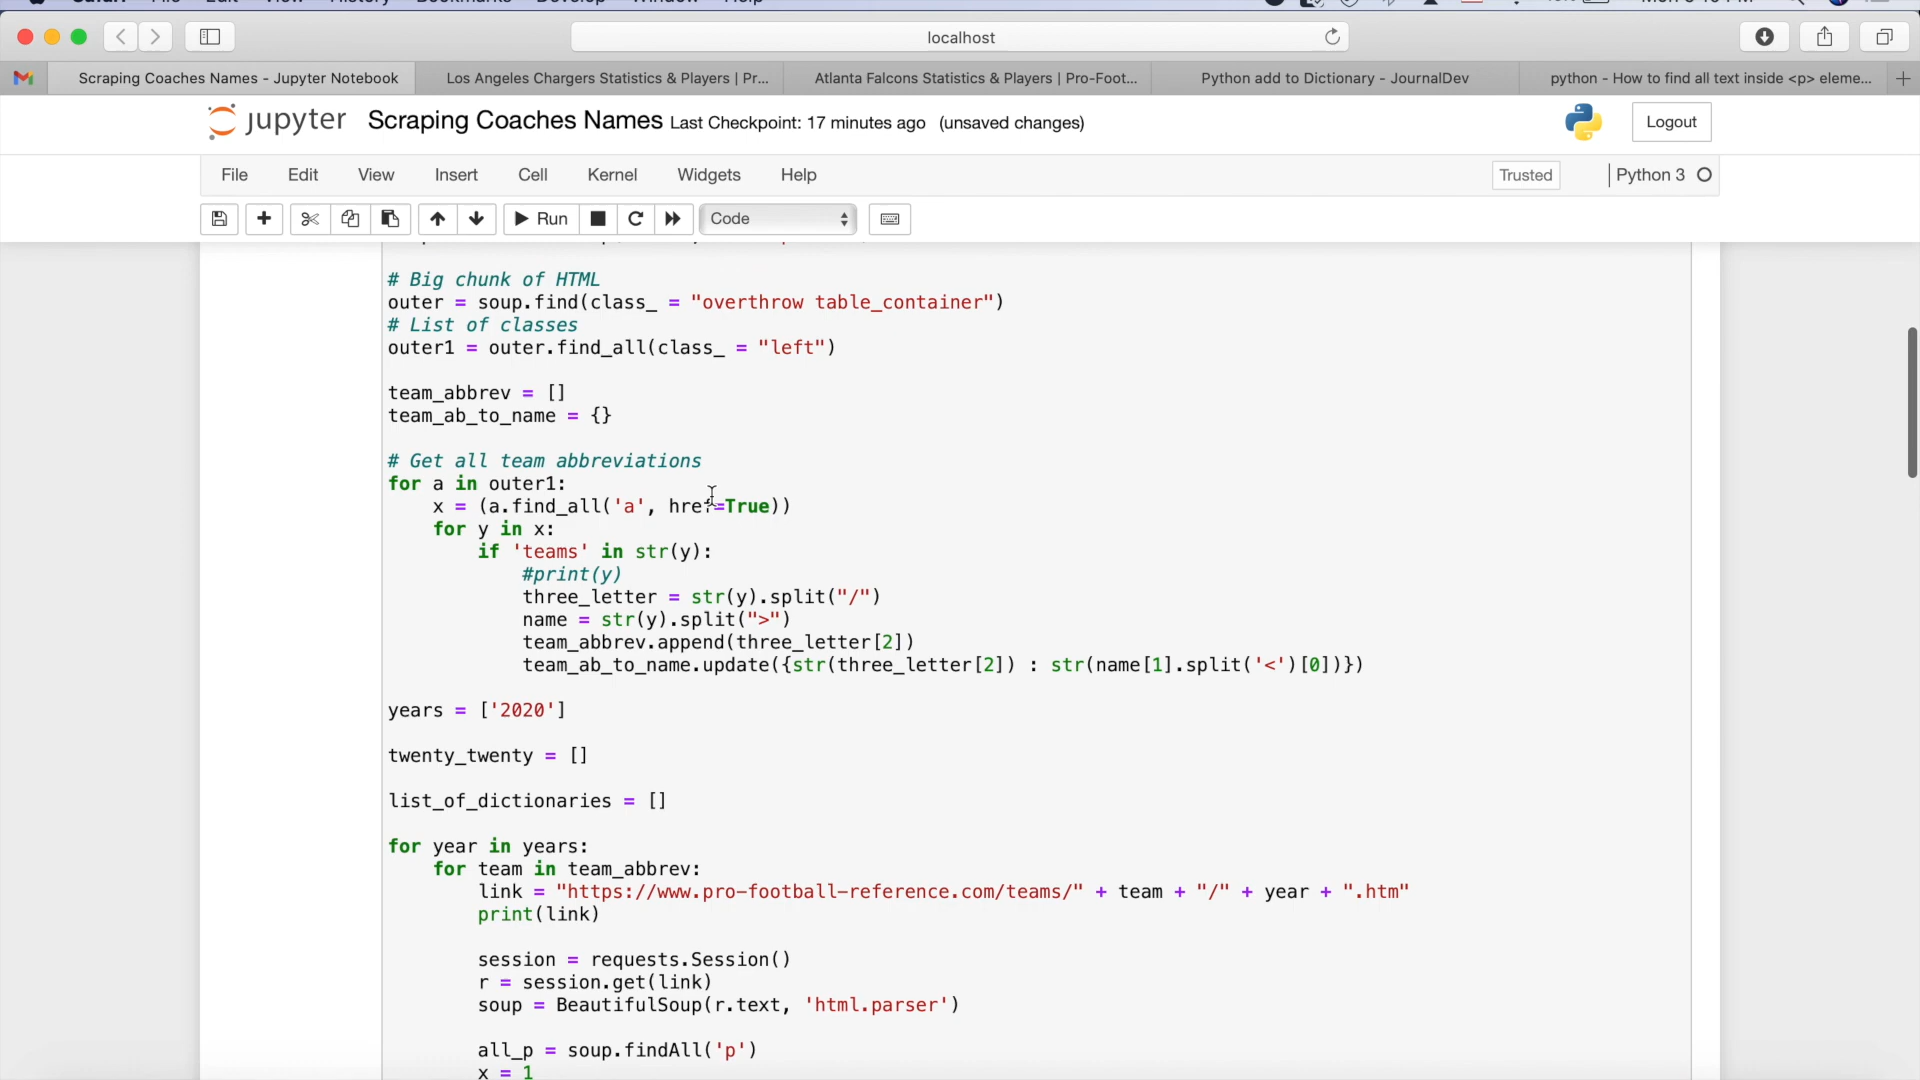 localhost
Scraping Coaches Names - Jupyter Notebook
Los Angeles Chargers Statistics & Players | Pr...
Atlanta Falcons Statistics & Players | Pro-Foot...
Python add to Dictionary - JournalDev
python - How to find all text inside <p> eleme...
jupyter Scraping Coaches Names Last Checkpoint: 17 minutes ago (unsaved changes)
Logout
File Edit View Insert Cell Kernel Widgets Help
Trusted
Python 3
Run
Code
# Big chunk of HTML
outer = soup.find(class_ = "overthrow table_container")
# List of classes
outer1 = outer.find_all(class_ = "left")
team_abbrev = []
team_ab_to_name = {}
# Get all team abbreviations
for a in outer1:
    x = (a.find_all('a', href=True))
    for y in x:
        if 'teams' in str(y):
            #print(y)
            three_letter = str(y).split("/")
            name = str(y).split(">")
            team_abbrev.append(three_letter[2])
            team_ab_to_name.update({str(three_letter[2]) : str(name[1].split('<')[0])})
years = ['2020']
twenty_twenty = []
list_of_dictionaries = []
for year in years:
    for team in team_abbrev:
        link = "https://www.pro-football-reference.com/teams/" + team + "/" + year + ".htm"
        print(link)
        session = requests.Session()
        r = session.get(link)
        soup = BeautifulSoup(r.text, 'html.parser')
        all_p = soup.findAll('p')
        x = 1